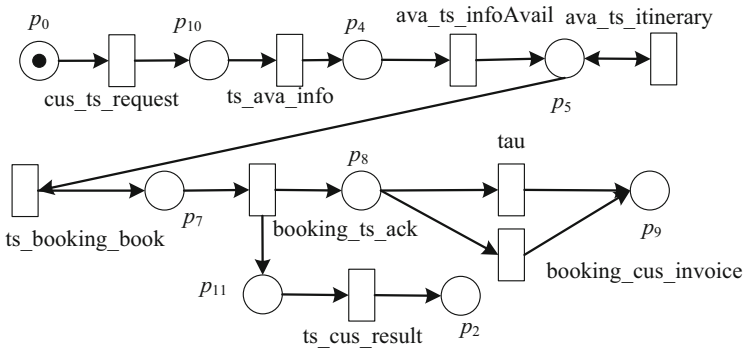 p0
p10
p4
ava_ts_infoAvail
ava_ts_itinerary
cus_ts_request
ts_ava_info
p5
p8
tau
p7
ts_booking_book
booking_ts_ack
p9
booking_cus_invoice
p11
ts_cus_result
p2